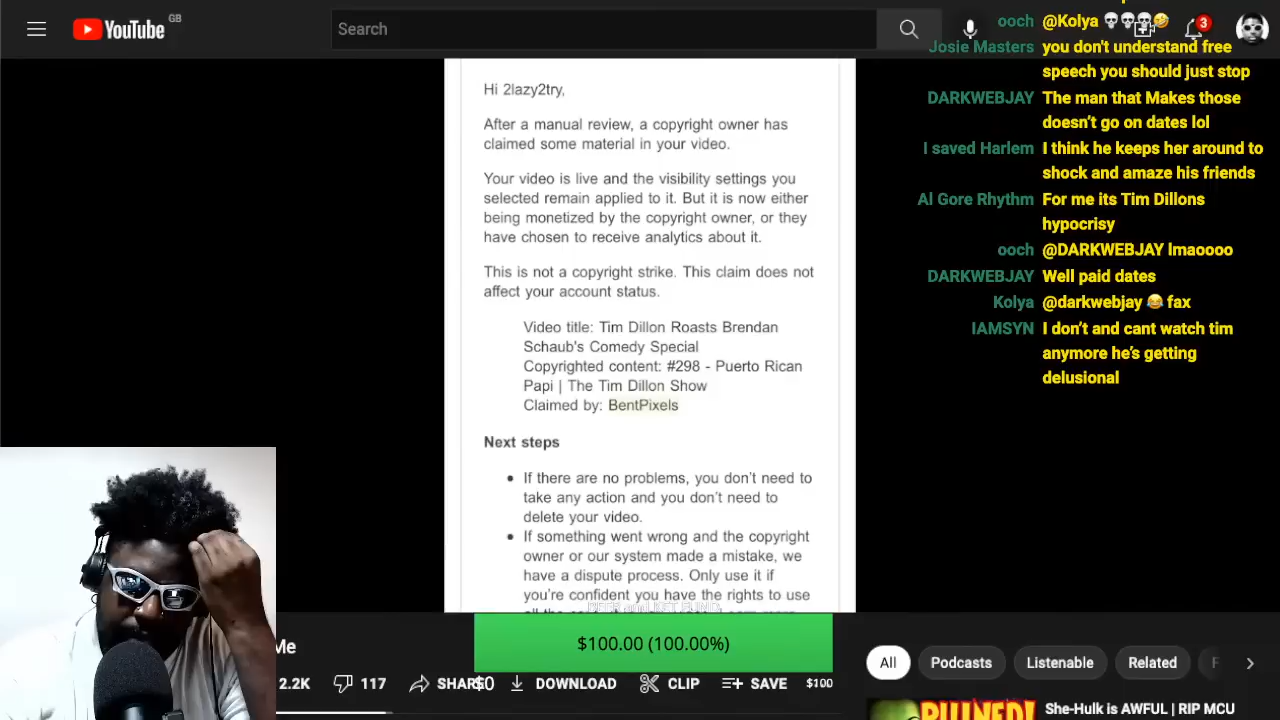 YouTube GB
Search
3
ooch @Kolya 💀💀💀🤣
Josie Masters you don't understand free
speech you should just stop
DARKWEBJAY The man that Makes those
doesn't go on dates lol
I saved Harlem I think he keeps her around to
shock and amaze his friends
Al Gore Rhythm For me its Tim Dillons
hypocrisy
ooch @DARKWEBJAY lmaoooo
DARKWEBJAY Well paid dates
Kolya @darkwebjay 😂 fax
IAMSYN I don't and cant watch tim
anymore he's getting
delusional
Hi 2lazy2try,
After a manual review, a copyright owner has
claimed some material in your video.
Your video is live and the visibility settings you
selected remain applied to it. But it is now either
being monetized by the copyright owner, or they
have chosen to receive analytics about it.
This is not a copyright strike. This claim does not
affect your account status.
Video title: Tim Dillon Roasts Brendan
Schaub's Comedy Special
Copyrighted content: #298 - Puerto Rican
Papi | The Tim Dillon Show
Claimed by: BentPixels
Next steps
• If there are no problems, you don't need to
take any action and you don't need to
delete your video.
• If something went wrong and the copyright
owner or our system made a mistake, we
have a dispute process. Only use it if
you're confident you have the rights to use
$100.00 (100.00%)
Me
2.2K 117 SHARE $0 DOWNLOAD CLIP SAVE $100
All Podcasts Listenable Related F
RUINED!
She-Hulk is AWFUL | RIP MCU